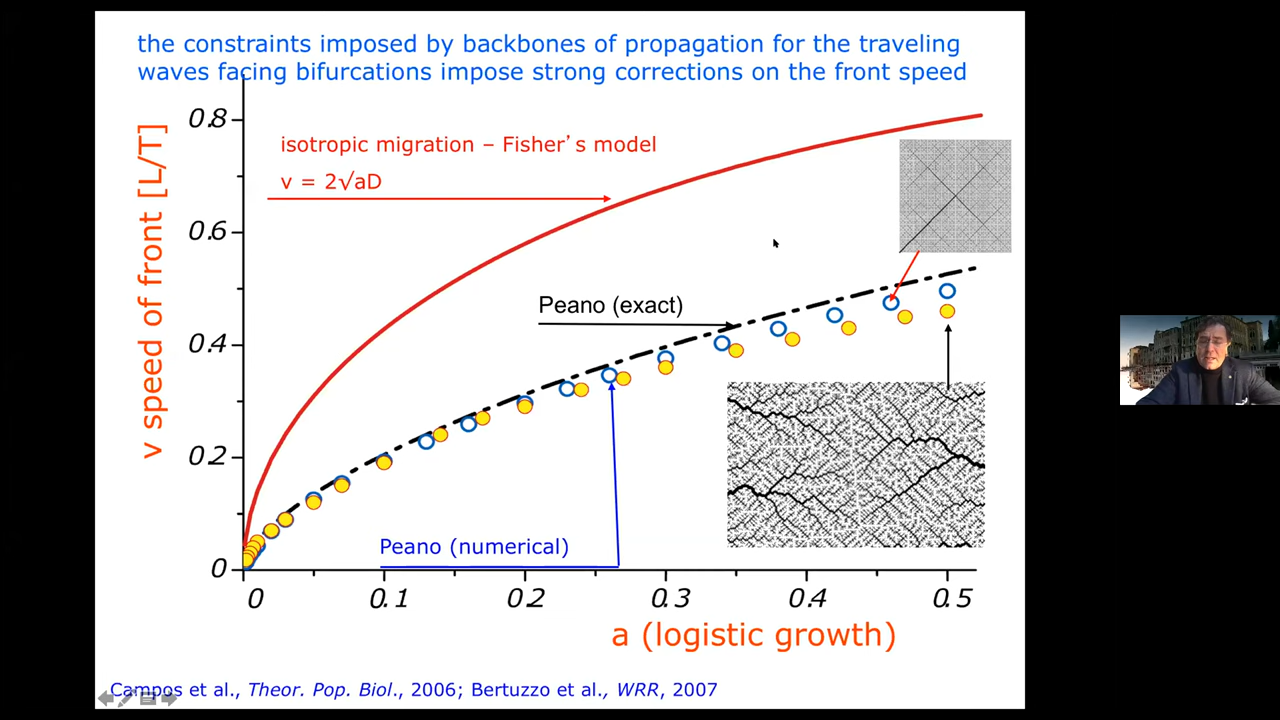 the constraints imposed by backbones of propagation for the traveling
waves facing bifurcations impose strong corrections on the front speed
0.8
0.6
0.4
0.2
0
v speed of front [L/T]
isotropic migration – Fisher's model
v = 2√aD
Peano (exact)
Peano (numerical)
0
0.1
0.2
0.3
0.4
0.5
a (logistic growth)
Campos et al., Theor. Pop. Biol., 2006; Bertuzzo et al., WRR, 2007